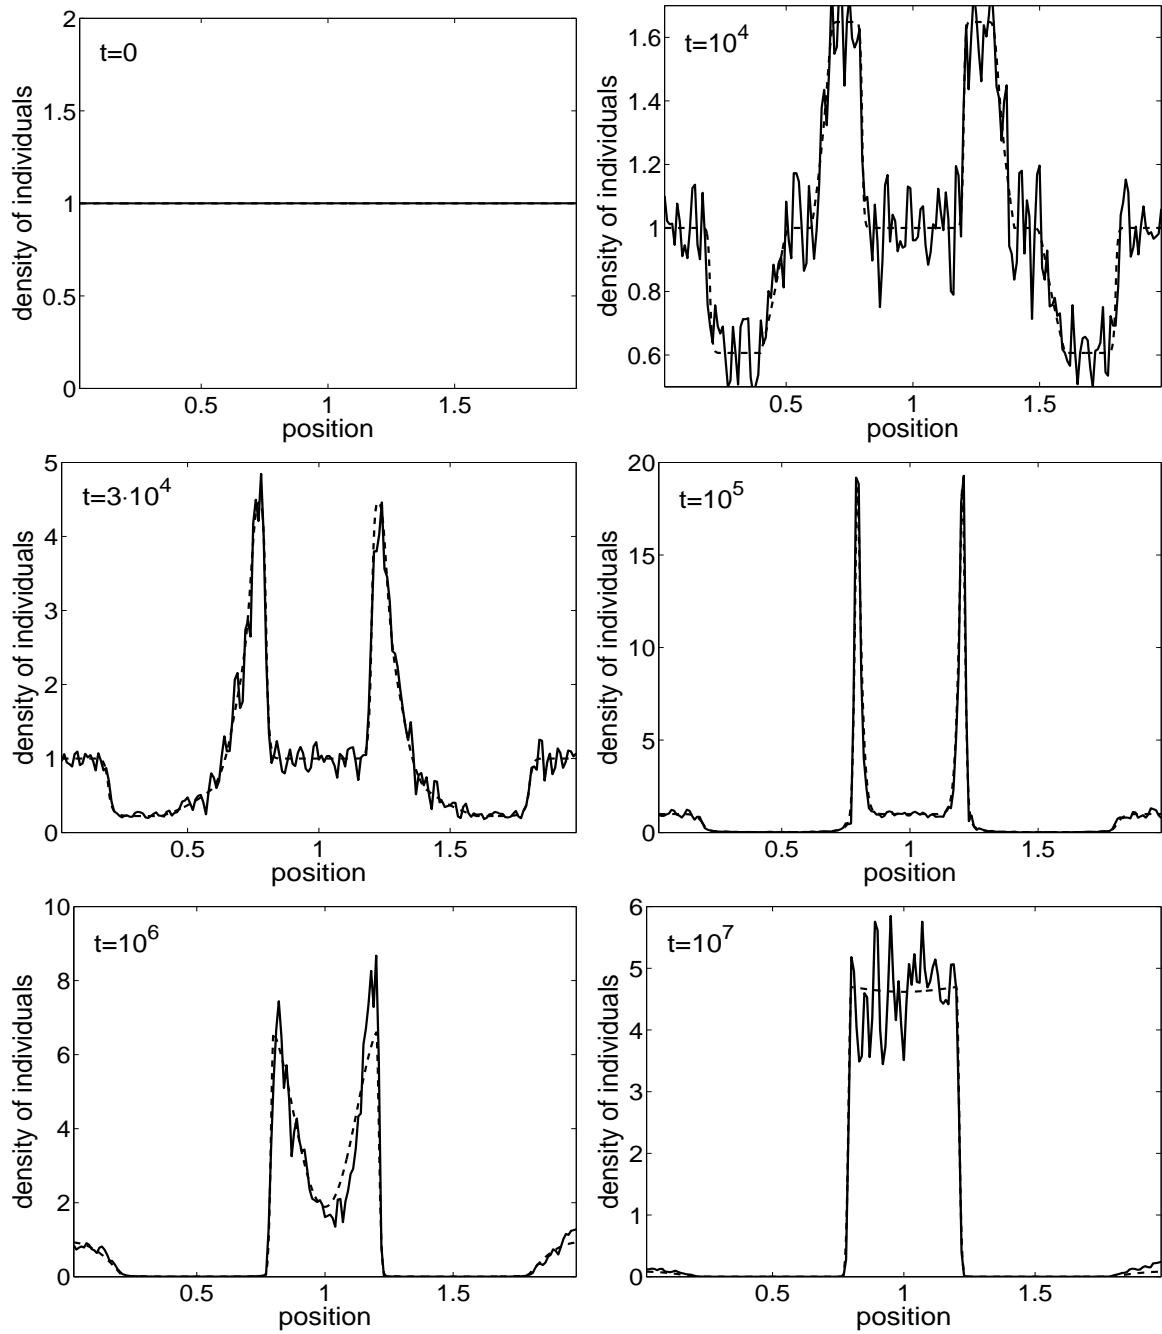 t=0
density of individuals
2
1.5
1
0.5
0
0.5 1 1.5
position
t=10^4
density of individuals
1.6
1.4
1.2
1
0.8
0.6
0.5 1 1.5
position
t=3·10^4
density of individuals
5
4
3
2
1
0
0.5 1 1.5
position
t=10^5
density of individuals
20
15
10
5
0
0.5 1 1.5
position
t=10^6
density of individuals
10
8
6
4
2
0
0.5 1 1.5
position
t=10^7
density of individuals
6
5
4
3
2
1
0
0.5 1 1.5
position